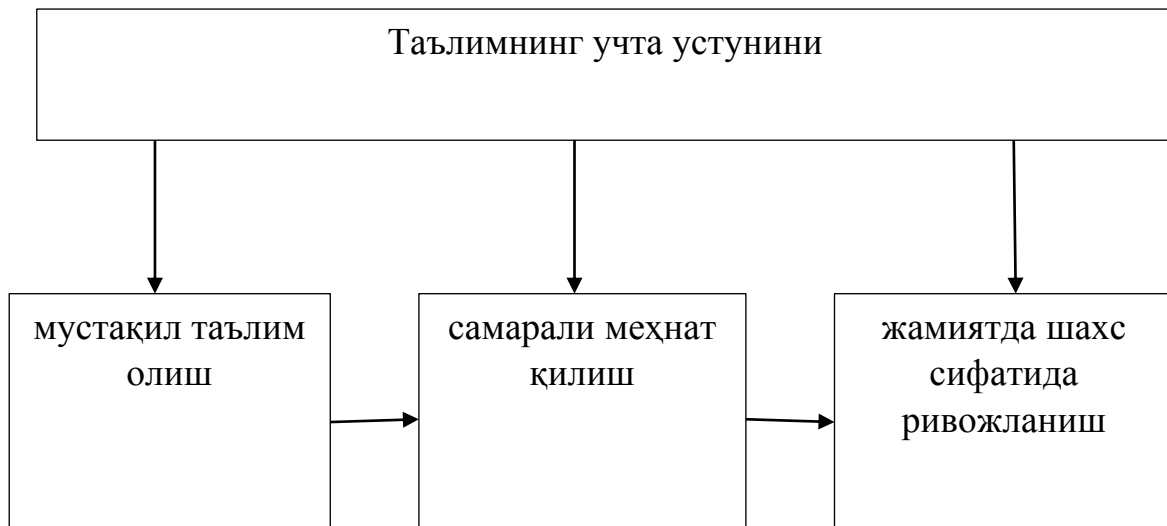 Таълимнинг учта устунини
мустақил таълим
олиш
самарали меҳнат
қилиш
жамиятда шахс
сифатида
ривожланиш